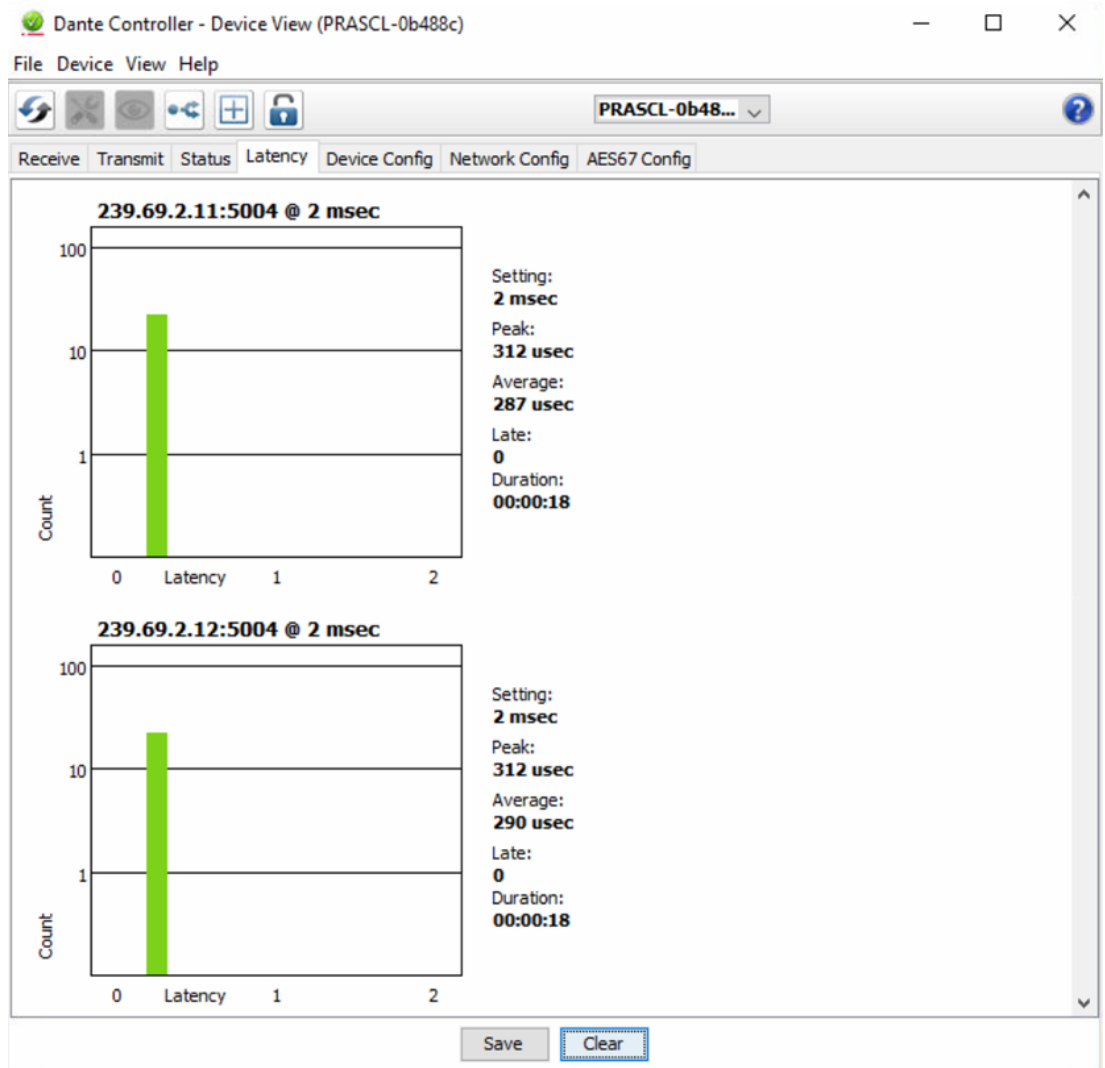 Dante Controller - Device View (PRASCL-0b488c)
File Device View Help
PRASCL-0b48...
?
Receive Transmit Status Latency Device Config Network Config AES67 Config
239.69.2.11:5004 @ 2 msec
100
10
1
Count
0 Latency 1 2
Setting:
2 msec
Peak:
312 usec
Average:
287 usec
Late:
0
Duration:
00:00:18
239.69.2.12:5004 @ 2 msec
100
10
1
Count
0 Latency 1 2
Setting:
2 msec
Peak:
312 usec
Average:
290 usec
Late:
0
Duration:
00:00:18
Save Clear